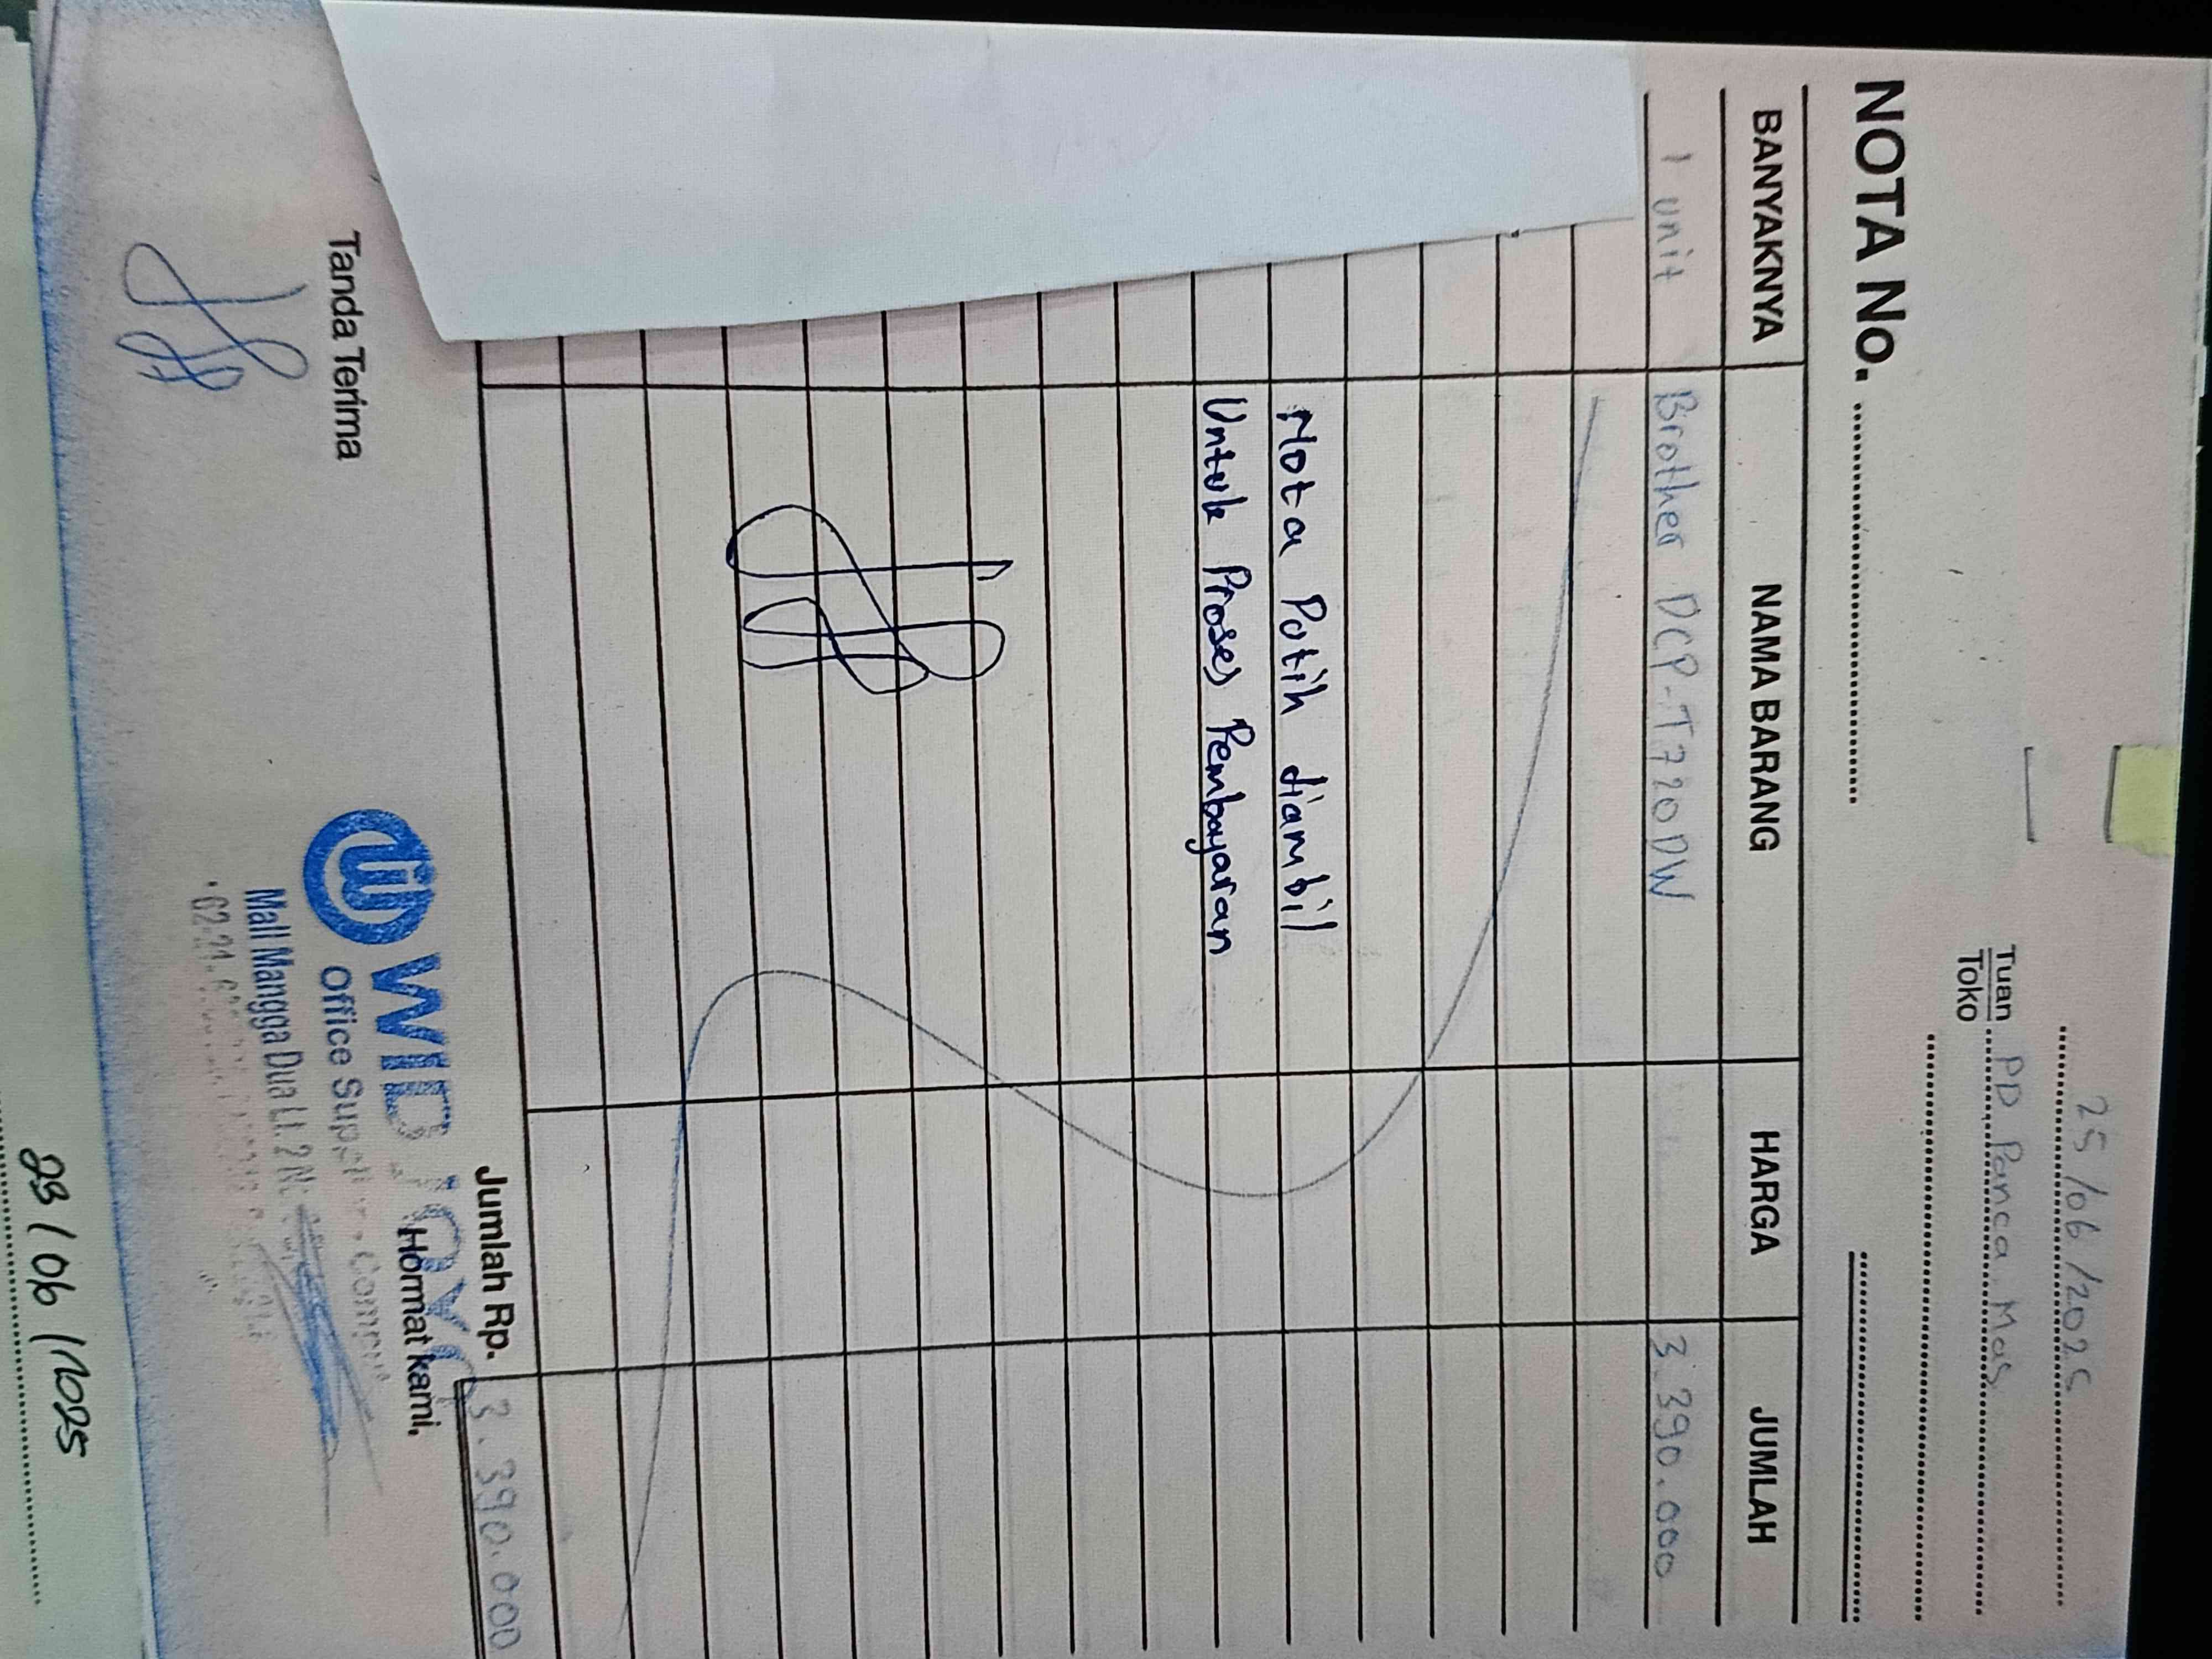 25/06/2025
Tuan
Toko
PD Panca Mas
NOTA No.
BANYAKNYA NAMA BARANG HARGA JUMLAH
1 unit Brother DCP-T720DW 3.390.000
Nota Putih diambil
Untuk Proses Pembayaran
Jumlah Rp. 3.390.000
Tanda Terima Hormat kami,
Office
Mall Mangga Dua Lt. 2
23/06/2025